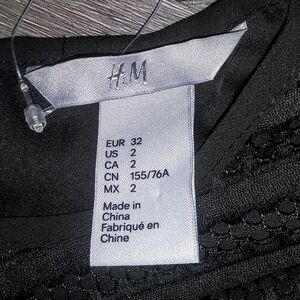 H&M
EUR 32
US 2
CA 2
CN 155/76A
MX 2
Made in
China
Fabriqué en
Chine